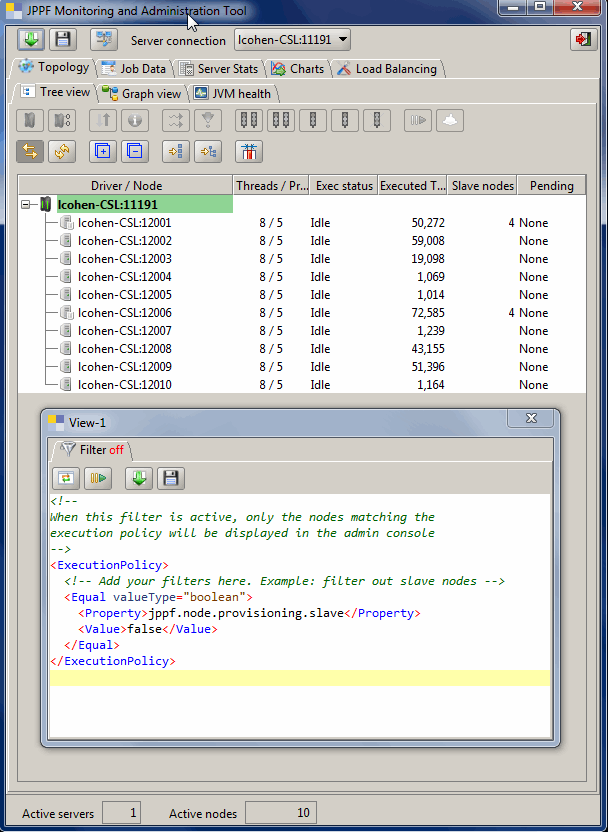 JPPF Monitoring and Administration Tool
Server connection lcohen-CSL:11191
Topology Job Data Server Stats Charts Load Balancing
Tree view Graph view JVM health
Driver / Node Threads / Pr... Exec status Executed T... Slave nodes Pending
lcohen-CSL:11191
lcohen-CSL:12001 8 / 5 Idle 50,272 4 None
lcohen-CSL:12002 8 / 5 Idle 59,008 None
lcohen-CSL:12003 8 / 5 Idle 19,098 None
lcohen-CSL:12004 8 / 5 Idle 1,069 None
lcohen-CSL:12005 8 / 5 Idle 1,014 None
lcohen-CSL:12006 8 / 5 Idle 72,585 4 None
lcohen-CSL:12007 8 / 5 Idle 1,239 None
lcohen-CSL:12008 8 / 5 Idle 43,155 None
lcohen-CSL:12009 8 / 5 Idle 51,396 None
lcohen-CSL:12010 8 / 5 Idle 1,164 None
View-1
Filter off
<!--
When this filter is active, only the nodes matching the
execution policy will be displayed in the admin console
-->
<ExecutionPolicy>
<!-- Add your filters here. Example: filter out slave nodes -->
<Equal valueType="boolean">
<Property>jppf.node.provisioning.slave</Property>
<Value>false</Value>
</Equal>
</ExecutionPolicy>
Active servers 1 Active nodes 10